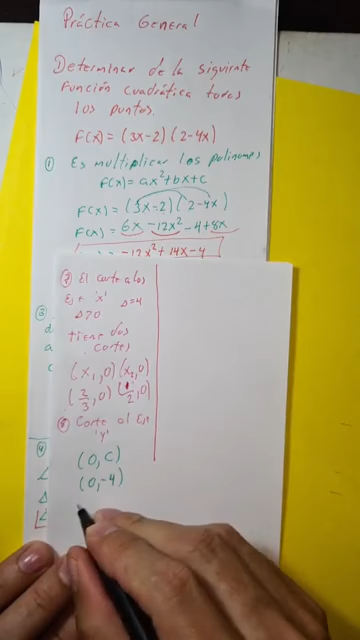 Práctica General
Determinar de la siguiente
función cuadrática todos
los puntos.
F(x) = (3x-2)(2-4x)
① Es multiplicar los polinomios
F(x) = ax²+bx+c
F(x) = (3x-2)(2-4x)
F(x) = 6x -12x² -4+8x
= -12x²+14x-4
⑦ El corte a los
Eje 'x' Δ=4
Δ>0
tiene dos
cortes
(x₁,0)(x₂,0)
(2/3,0)(1/2,0)
⑧ Corte al Eje
'y'
(0,C)
(0,-4)
③
④